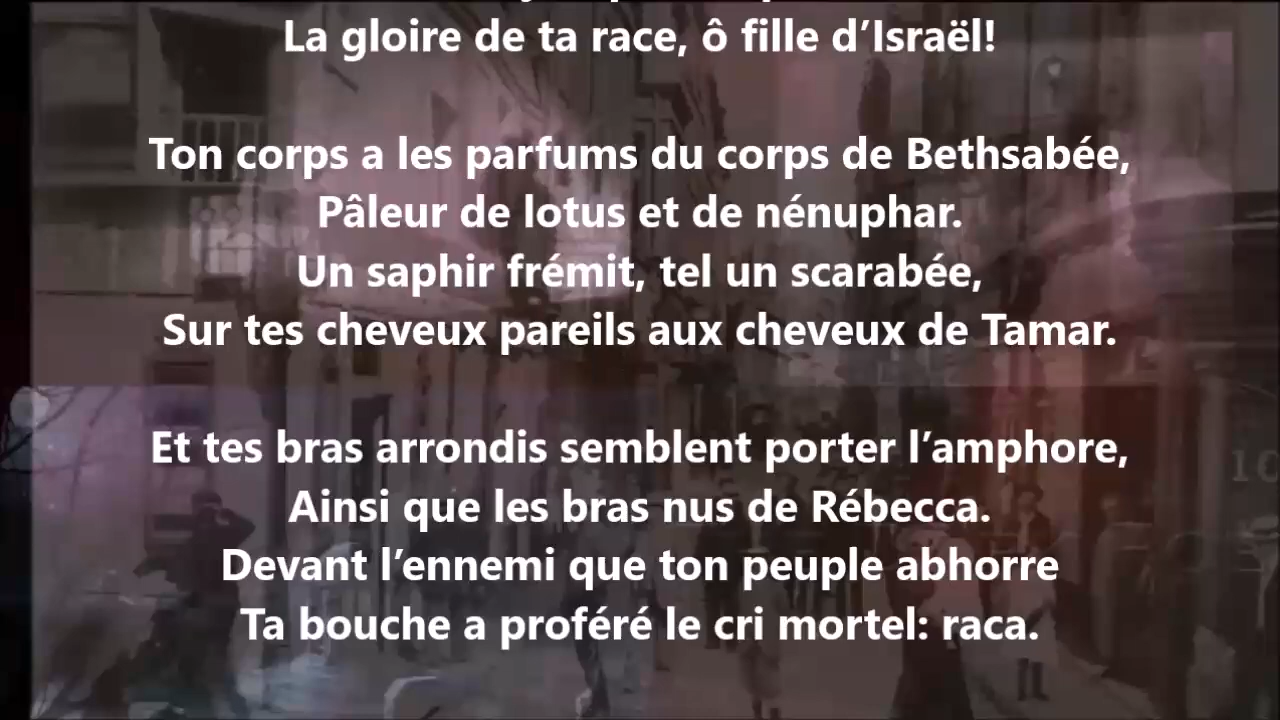 La gloire de ta race, ô fille d’Israël!
Ton corps a les parfums du corps de Bethsabée,
Pâleur de lotus et de nénuphar.
Un saphir frémit, tel un scarabée,
Sur tes cheveux pareils aux cheveux de Tamar.
Et tes bras arrondis semblent porter l’amphore,
Ainsi que les bras nus de Rébecca.
Devant l’ennemi que ton peuple abhorre
Ta bouche a proféré le cri mortel: raca.